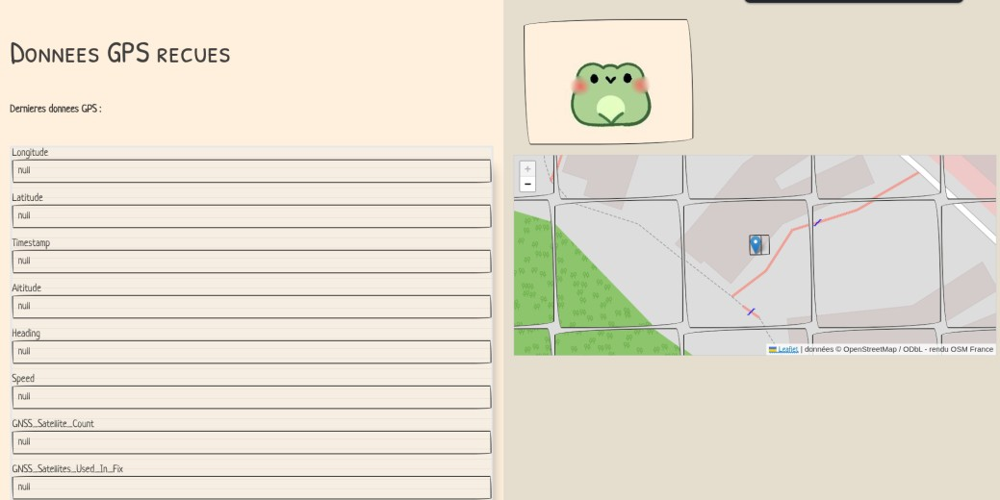 Donnees GPS recues
Dernieres donnees GPS :
Longitude
null
Latitude
null
Timestamp
null
Altitude
null
Heading
null
Speed
null
GNSS_Satellite_Count
null
GNSS_Satellites_Used_In_Fix
null
+
−
Leaflet | données © OpenStreetMap / ODbL - rendu OSM France